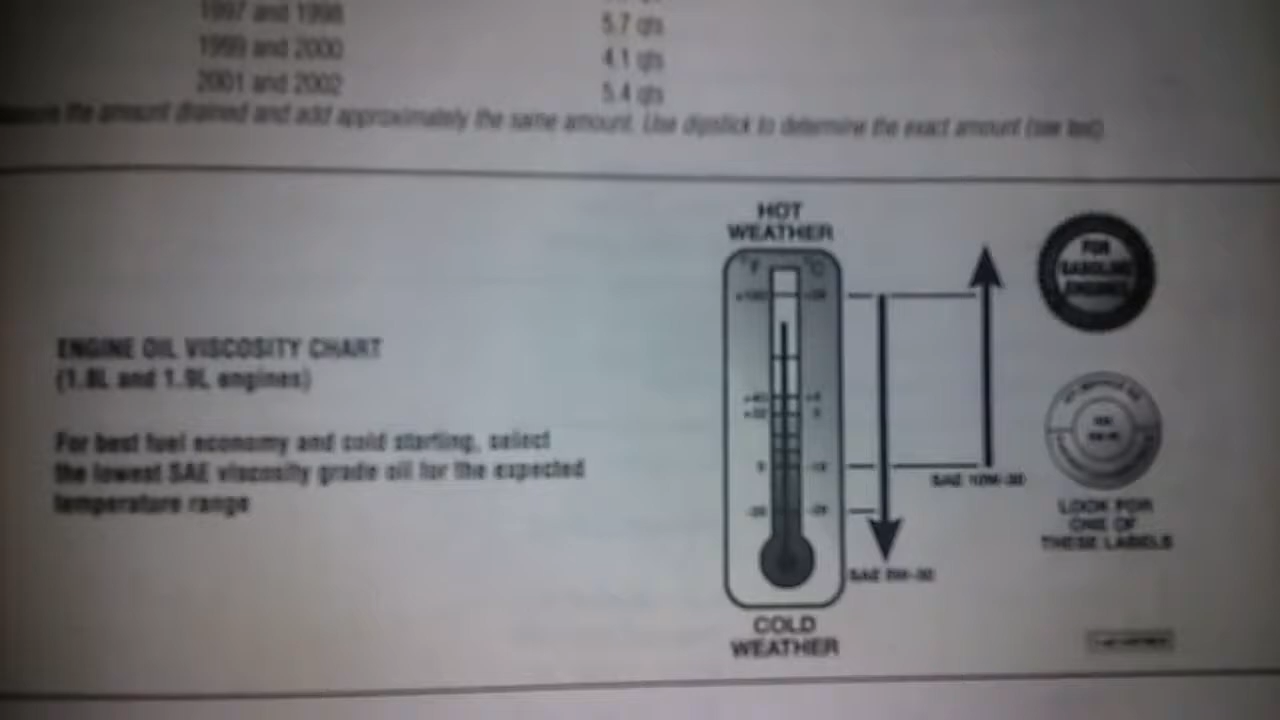 1997 and 1998 5.7 qts
1999 and 2000 4.1 qts
2001 and 2002 5.4 qts
the amount drained and add approximately the same amount. Use dipstick to determine the exact amount (see text)
HOT
WEATHER
°F °C
FOR
GASOLINE
ENGINES
ENGINE OIL VISCOSITY CHART
(1.8L and 1.9L engines)
For best fuel economy and cold starting, select
the lowest SAE viscosity grade oil for the expected
temperature range
SAE 10W-30
LOOK FOR
ONE OF
THESE LABELS
SAE 5W-30
COLD
WEATHER